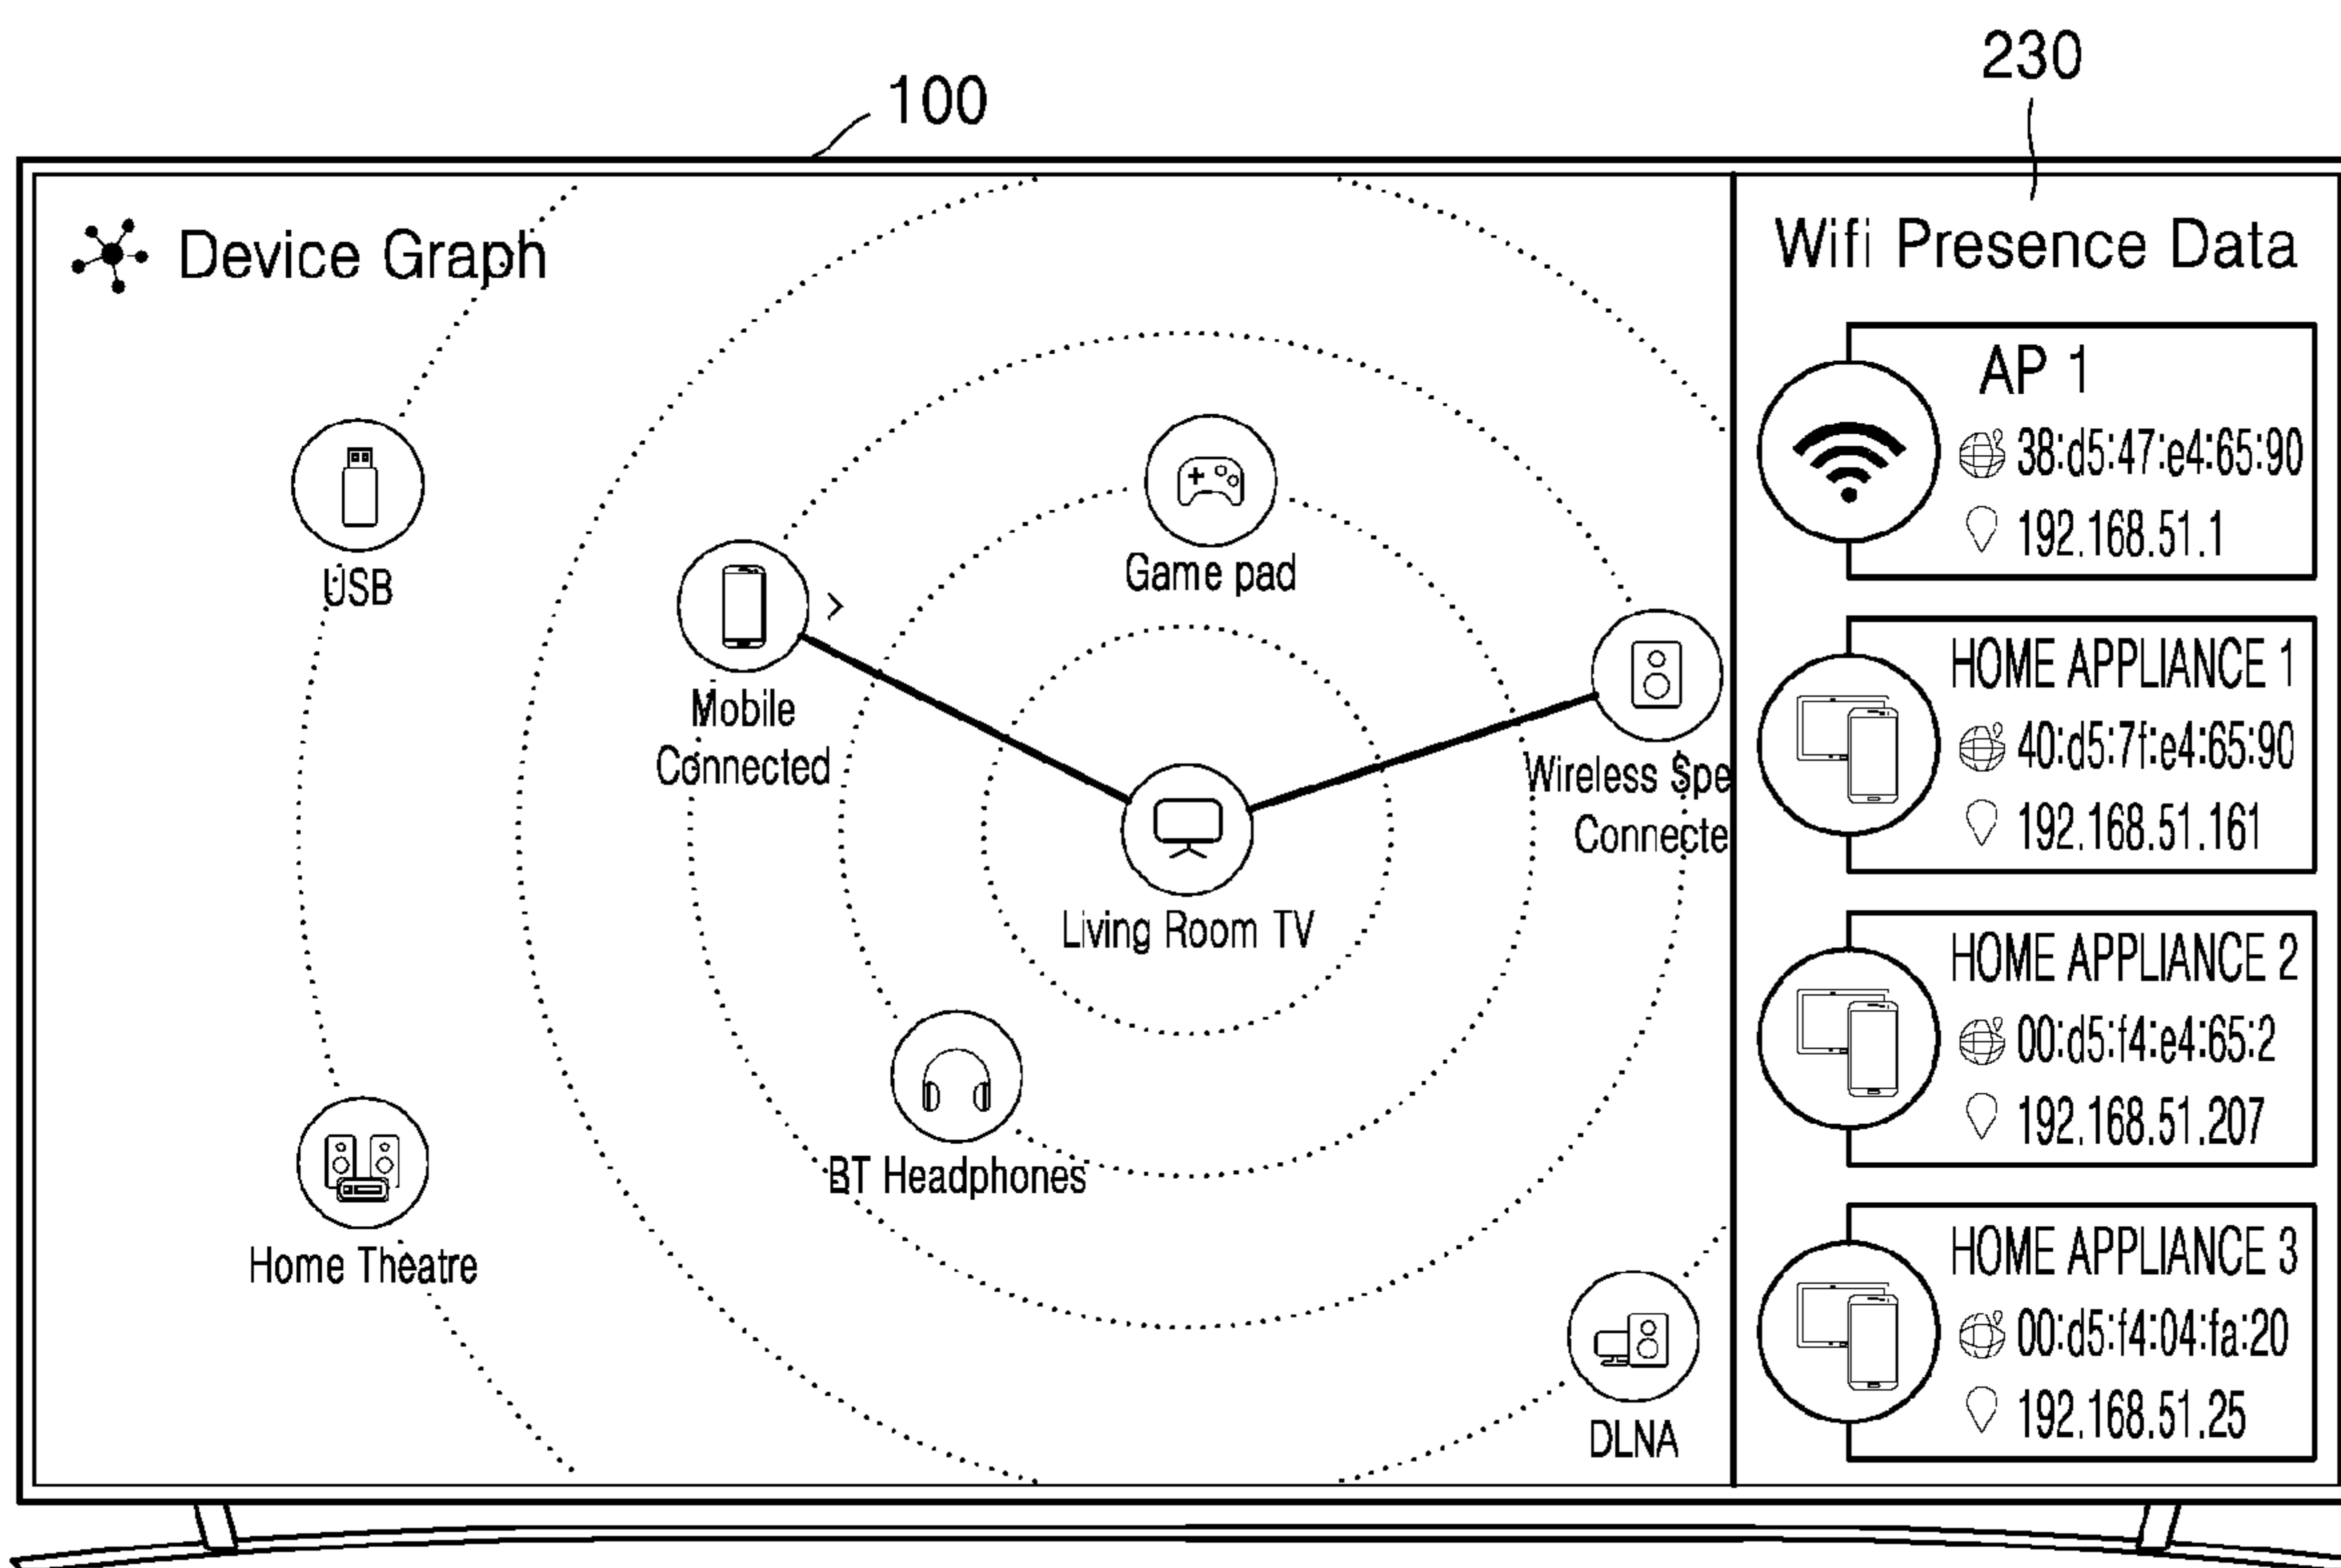 230
100
Device Graph
Wifi Presence Data
AP 1
38:d5:47:e4:65:90
192.168.51.1
USB
Game pad
Mobile
Connected
Wireless Spe
Connecte
Living Room TV
BT Headphones
Home Theatre
DLNA
HOME APPLIANCE 1
40:d5:7f:e4:65:90
192.168.51.161
HOME APPLIANCE 2
00:d5:f4:e4:65:2
192.168.51.207
HOME APPLIANCE 3
00:d5:f4:04:fa:20
192.168.51.25